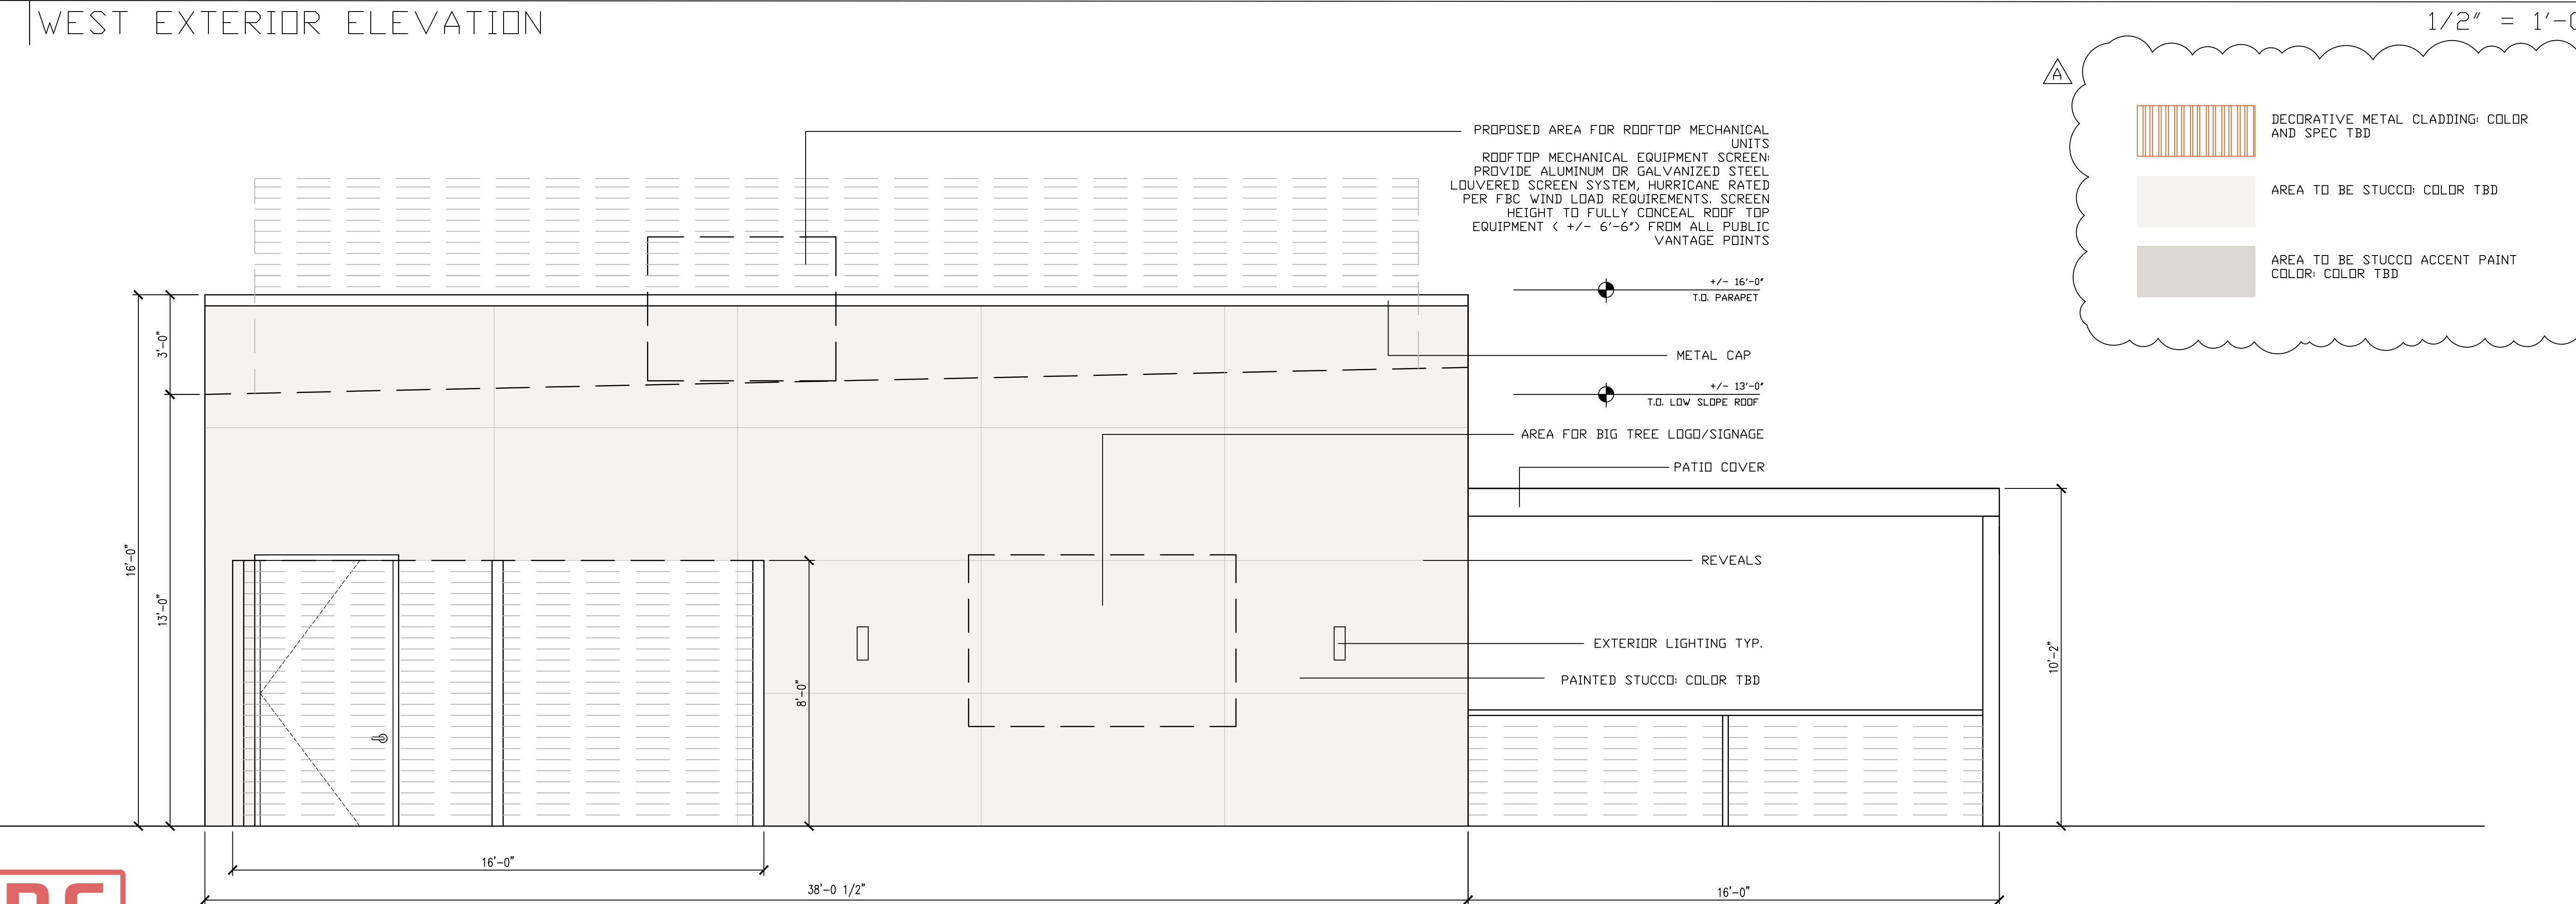 WEST EXTERIOR ELEVATION
1/2" = 1'-0
A
DECORATIVE METAL CLADDING: COLOR
AND SPEC TBD
AREA TO BE STUCCO: COLOR TBD
AREA TO BE STUCCO ACCENT PAINT
COLOR: COLOR TBD
PROPOSED AREA FOR ROOFTOP MECHANICAL
UNITS
ROOFTOP MECHANICAL EQUIPMENT SCREEN:
PROVIDE ALUMINUM OR GALVANIZED STEEL
LOUVERED SCREEN SYSTEM, HURRICANE RATED
PER FBC WIND LOAD REQUIREMENTS. SCREEN
HEIGHT TO FULLY CONCEAL ROOF TOP
EQUIPMENT ( +/- 6'-6") FROM ALL PUBLIC
VANTAGE POINTS
+/- 16'-0"
T.O. PARAPET
METAL CAP
+/- 13'-0"
T.O. LOW SLOPE ROOF
AREA FOR BIG TREE LOGO/SIGNAGE
PATIO COVER
REVEALS
EXTERIOR LIGHTING TYP.
PAINTED STUCCO: COLOR TBD
3'-0"
16'-0"
13'-0"
8'-0"
10'-2"
16'-0"
38'-0 1/2"
16'-0"